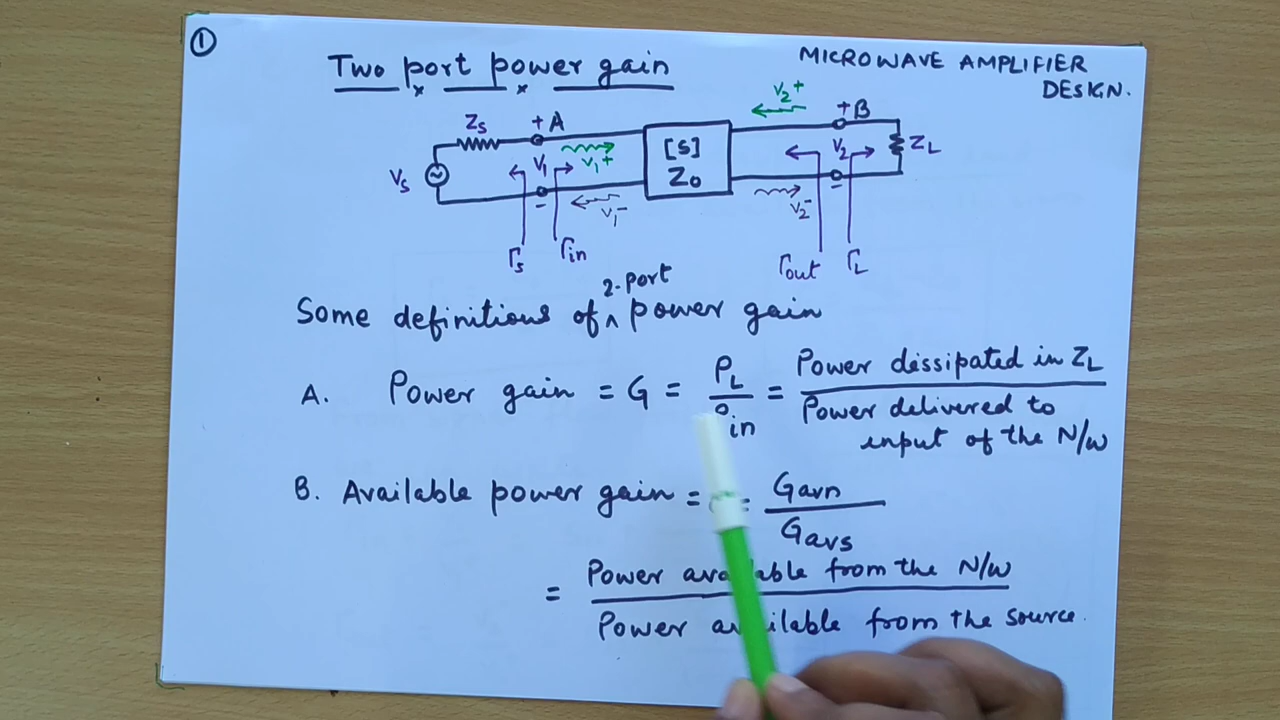 ①
Two port power gain
MICROWAVE AMPLIFIER
DESIGN.
V2+
ZS + A + B
[S] ZL
VS V1 V1+ Z0 V2
- V1- V2- -
Γs Γin Γout ΓL
2-port
Some definitions of ^ power gain
A. Power gain = G = PL/Pin = Power dissipated in ZL
Power delivered to
input of the N/W
B. Available power gain = = Gavn
Gavs
= Power available from the N/W
Power available from the source.